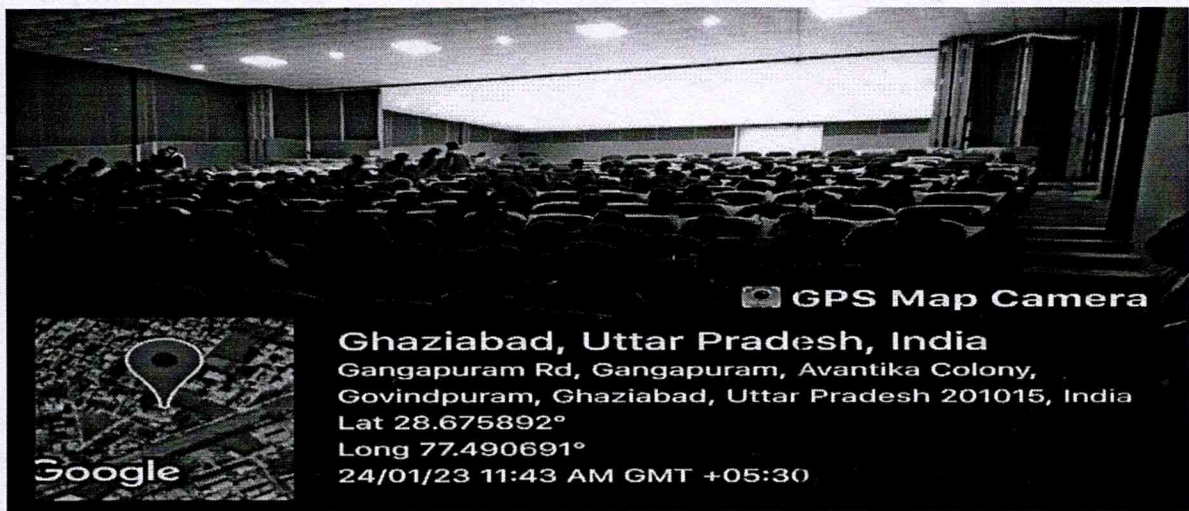 GPS Map Camera
Ghaziabad, Uttar Pradesh, India
Gangapuram Rd, Gangapuram, Avantika Colony,
Govindpuram, Ghaziabad, Uttar Pradesh 201015, India
Lat 28.675892°
Long 77.490691°
24/01/23 11:43 AM GMT +05:30
Google